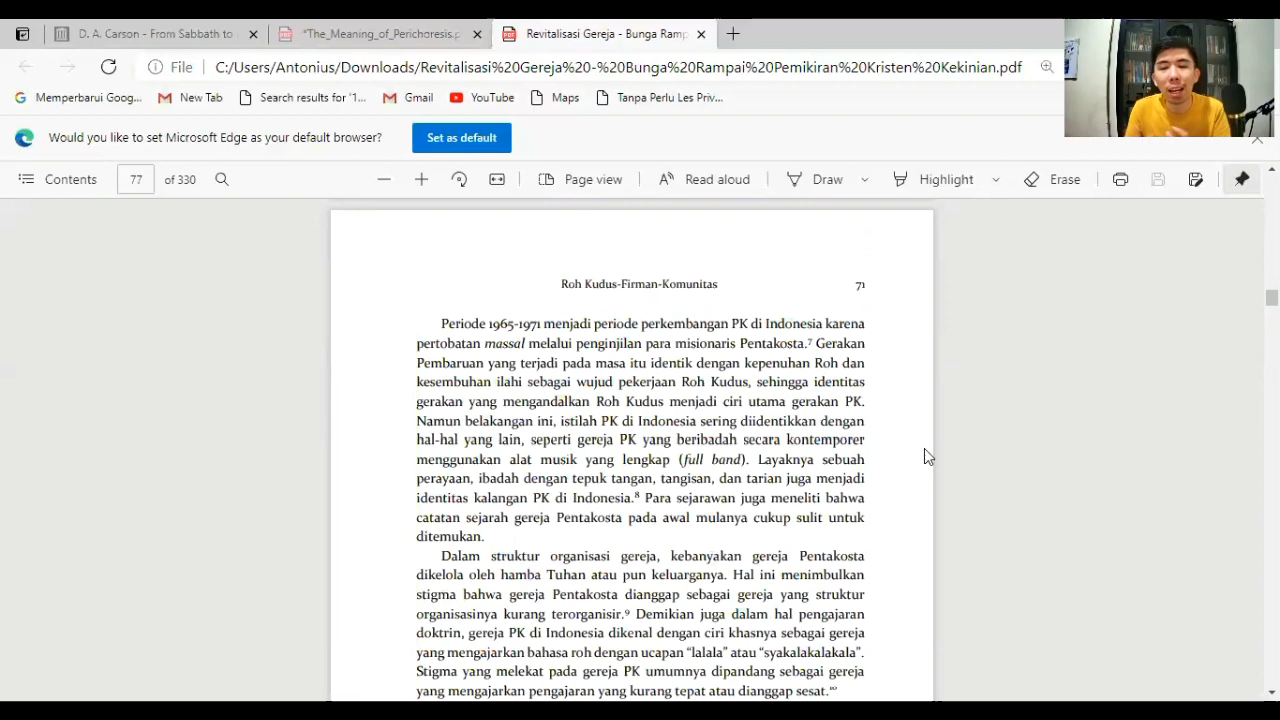 D. A. Carson - From Sabbath to
"The_Meaning_of_Perichoresis.p
Revitalisasi Gereja - Bunga Ramp
File C:/Users/Antonius/Downloads/Revitalisasi%20Gereja%20-%20Bunga%20Rampai%20Pemikiran%20Kristen%20Kekinian.pdf
Memperbarui Goog... New Tab Search results for '1... Gmail YouTube Maps Tanpa Perlu Les Priv...
Would you like to set Microsoft Edge as your default browser? Set as default
Contents 77 of 330 Page view Read aloud Draw Highlight Erase
Roh Kudus-Firman-Komunitas 71
Periode 1965-1971 menjadi periode perkembangan PK di Indonesia karena
pertobatan massal melalui penginjilan para misionaris Pentakosta.⁷ Gerakan
Pembaruan yang terjadi pada masa itu identik dengan kepenuhan Roh dan
kesembuhan ilahi sebagai wujud pekerjaan Roh Kudus, sehingga identitas
gerakan yang mengandalkan Roh Kudus menjadi ciri utama gerakan PK.
Namun belakangan ini, istilah PK di Indonesia sering diidentikkan dengan
hal-hal yang lain, seperti gereja PK yang beribadah secara kontemporer
menggunakan alat musik yang lengkap (full band). Layaknya sebuah
perayaan, ibadah dengan tepuk tangan, tangisan, dan tarian juga menjadi
identitas kalangan PK di Indonesia.⁸ Para sejarawan juga meneliti bahwa
catatan sejarah gereja Pentakosta pada awal mulanya cukup sulit untuk
ditemukan.
Dalam struktur organisasi gereja, kebanyakan gereja Pentakosta
dikelola oleh hamba Tuhan atau pun keluarganya. Hal ini menimbulkan
stigma bahwa gereja Pentakosta dianggap sebagai gereja yang struktur
organisasinya kurang terorganisir.⁹ Demikian juga dalam hal pengajaran
doktrin, gereja PK di Indonesia dikenal dengan ciri khasnya sebagai gereja
yang mengajarkan bahasa roh dengan ucapan “lalala” atau “syakalakalakala”.
Stigma yang melekat pada gereja PK umumnya dipandang sebagai gereja
yang mengajarkan pengajaran yang kurang tepat atau dianggap sesat.¹⁰